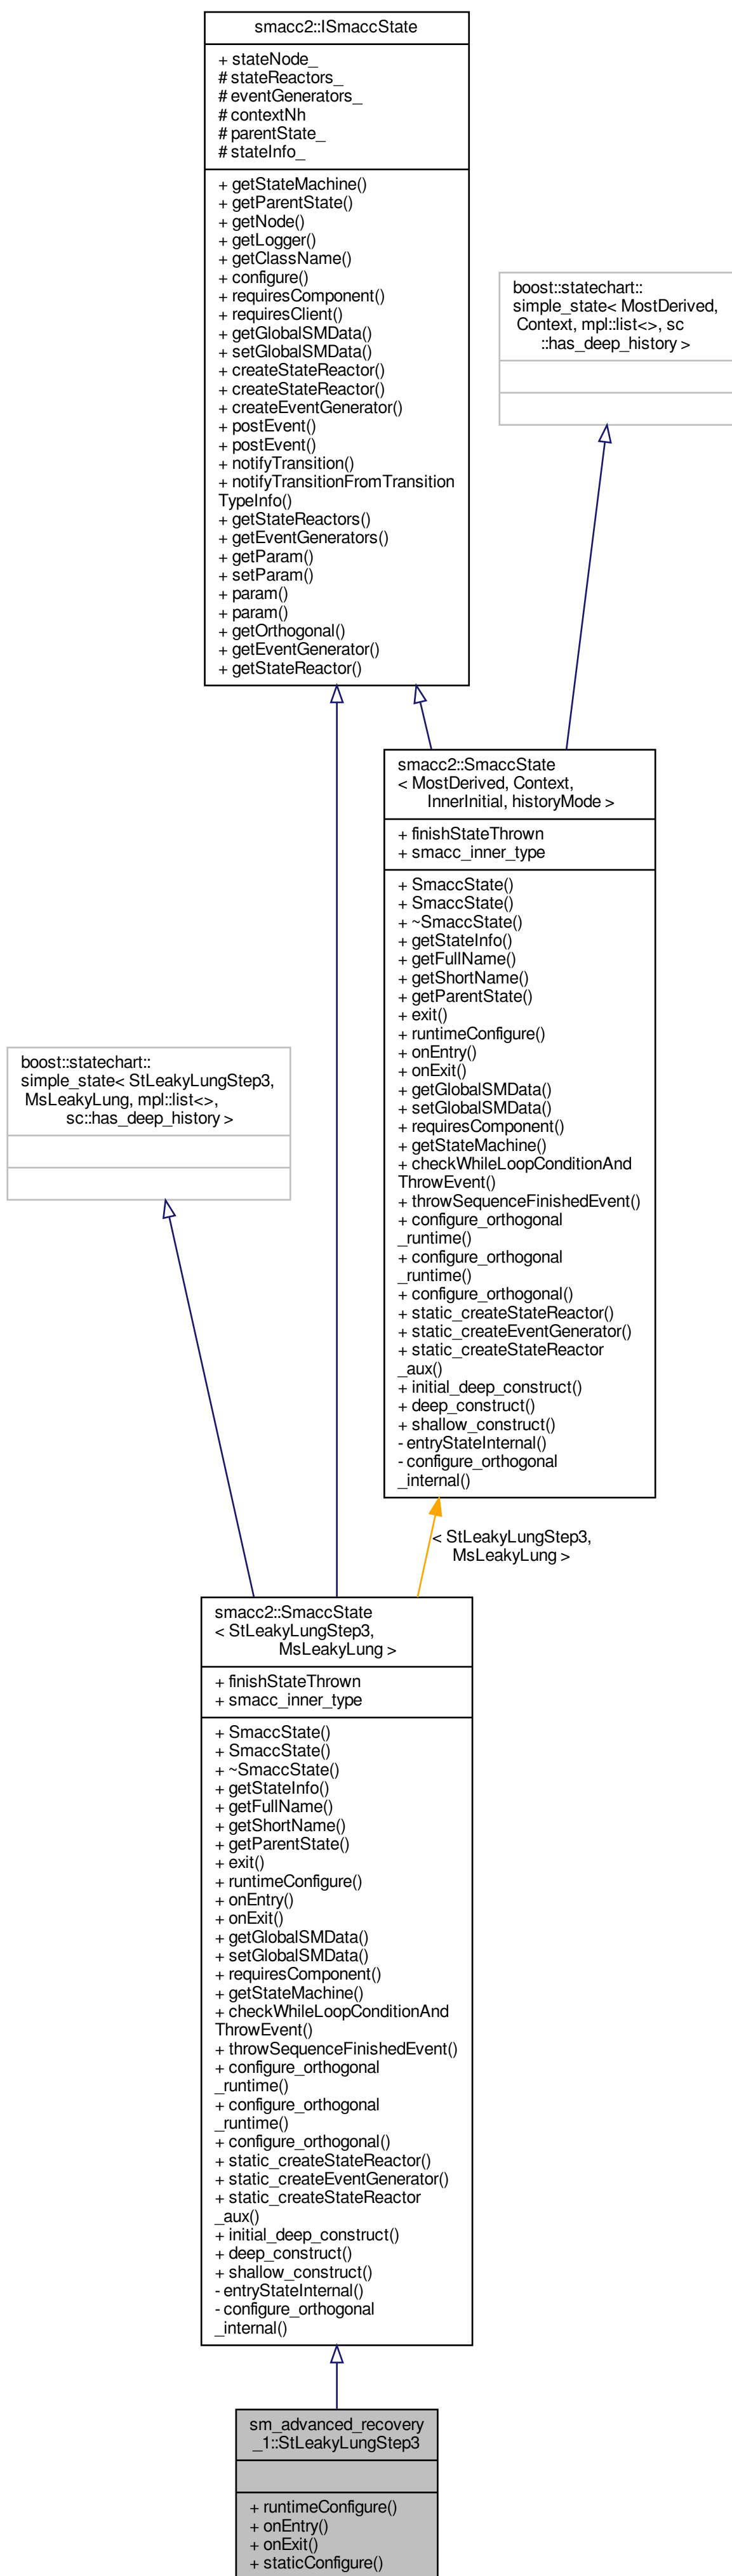 smacc2::ISmaccState
+ stateNode_
# stateReactors_
# eventGenerators_
# contextNh
# parentState_
# stateInfo_
+ getStateMachine()
+ getParentState()
+ getNode()
+ getLogger()
+ getClassName()
+ configure()
+ requiresComponent()
+ requiresClient()
+ getGlobalSMData()
+ setGlobalSMData()
+ createStateReactor()
+ createStateReactor()
+ createEventGenerator()
+ postEvent()
+ postEvent()
+ notifyTransition()
+ notifyTransitionFromTransition
TypeInfo()
+ getStateReactors()
+ getEventGenerators()
+ getParam()
+ setParam()
+ param()
+ param()
+ getOrthogonal()
+ getEventGenerator()
+ getStateReactor()
boost::statechart::
simple_state< MostDerived,
Context, mpl::list<>, sc
::has_deep_history >
smacc2::SmaccState
< MostDerived, Context,
InnerInitial, historyMode >
+ finishStateThrown
+ smacc_inner_type
+ SmaccState()
+ SmaccState()
+ ~SmaccState()
+ getStateInfo()
+ getFullName()
+ getShortName()
+ getParentState()
+ exit()
+ runtimeConfigure()
+ onEntry()
+ onExit()
+ getGlobalSMData()
+ setGlobalSMData()
+ requiresComponent()
+ getStateMachine()
+ checkWhileLoopConditionAnd
ThrowEvent()
+ throwSequenceFinishedEvent()
+ configure_orthogonal
_runtime()
+ configure_orthogonal
_runtime()
+ configure_orthogonal()
+ static_createStateReactor()
+ static_createEventGenerator()
+ static_createStateReactor
_aux()
+ initial_deep_construct()
+ deep_construct()
+ shallow_construct()
- entryStateInternal()
- configure_orthogonal
_internal()
boost::statechart::
simple_state< StLeakyLungStep3,
MsLeakyLung, mpl::list<>,
sc::has_deep_history >
< StLeakyLungStep3,
MsLeakyLung >
smacc2::SmaccState
< StLeakyLungStep3,
MsLeakyLung >
+ finishStateThrown
+ smacc_inner_type
+ SmaccState()
+ SmaccState()
+ ~SmaccState()
+ getStateInfo()
+ getFullName()
+ getShortName()
+ getParentState()
+ exit()
+ runtimeConfigure()
+ onEntry()
+ onExit()
+ getGlobalSMData()
+ setGlobalSMData()
+ requiresComponent()
+ getStateMachine()
+ checkWhileLoopConditionAnd
ThrowEvent()
+ throwSequenceFinishedEvent()
+ configure_orthogonal
_runtime()
+ configure_orthogonal
_runtime()
+ configure_orthogonal()
+ static_createStateReactor()
+ static_createEventGenerator()
+ static_createStateReactor
_aux()
+ initial_deep_construct()
+ deep_construct()
+ shallow_construct()
- entryStateInternal()
- configure_orthogonal
_internal()
sm_advanced_recovery
_1::StLeakyLungStep3
+ runtimeConfigure()
+ onEntry()
+ onExit()
+ staticConfigure()